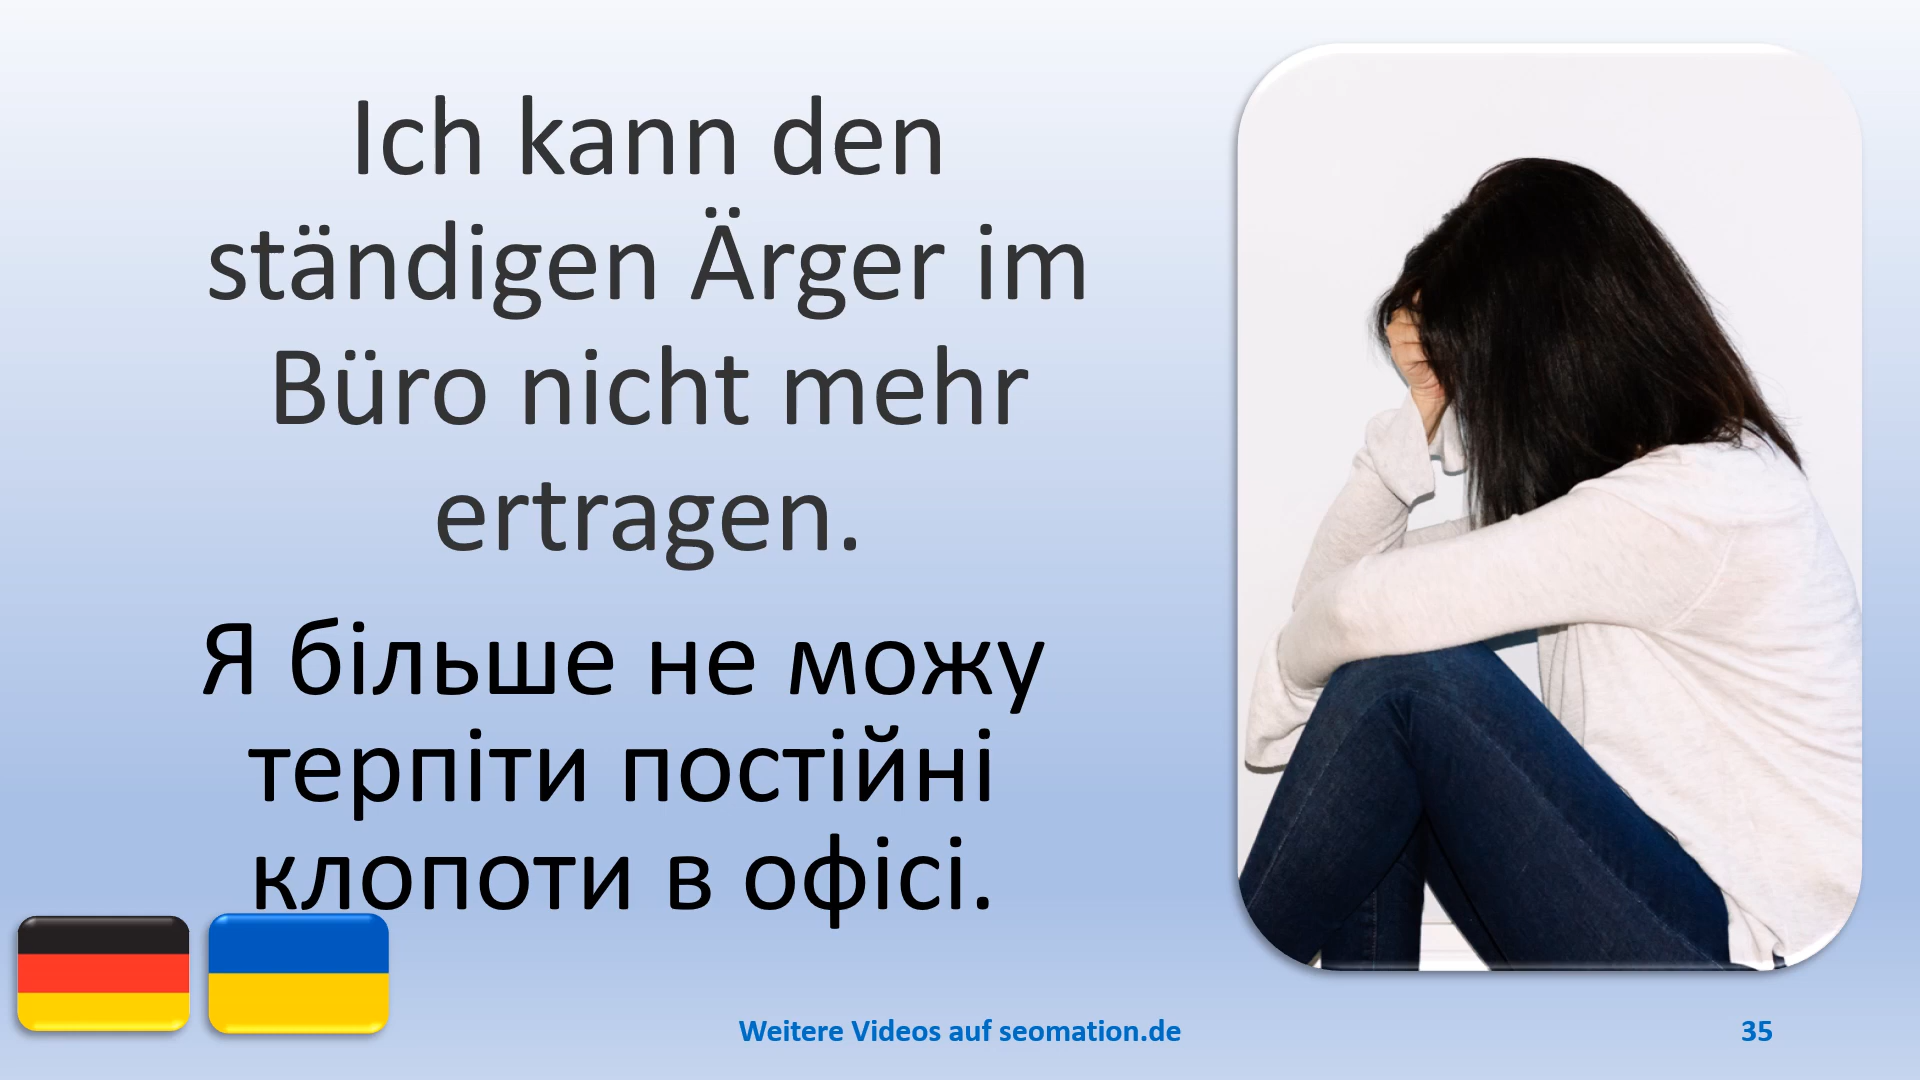 Ich kann den
ständigen Ärger im
Büro nicht mehr
ertragen.
Я більше не можу
терпіти постійні
клопоти в офісі.
Weitere Videos auf seomation.de
35